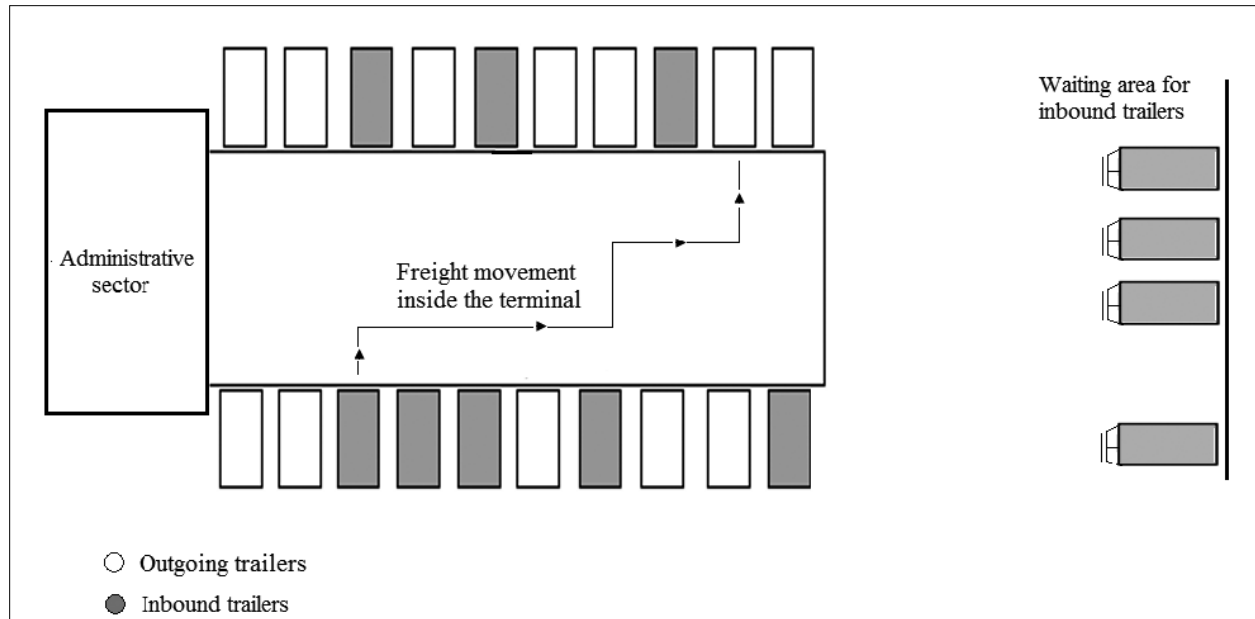 Waiting area for
inbound trailers
Administrative
sector
Freight movement
inside the terminal
Outgoing trailers
Inbound trailers